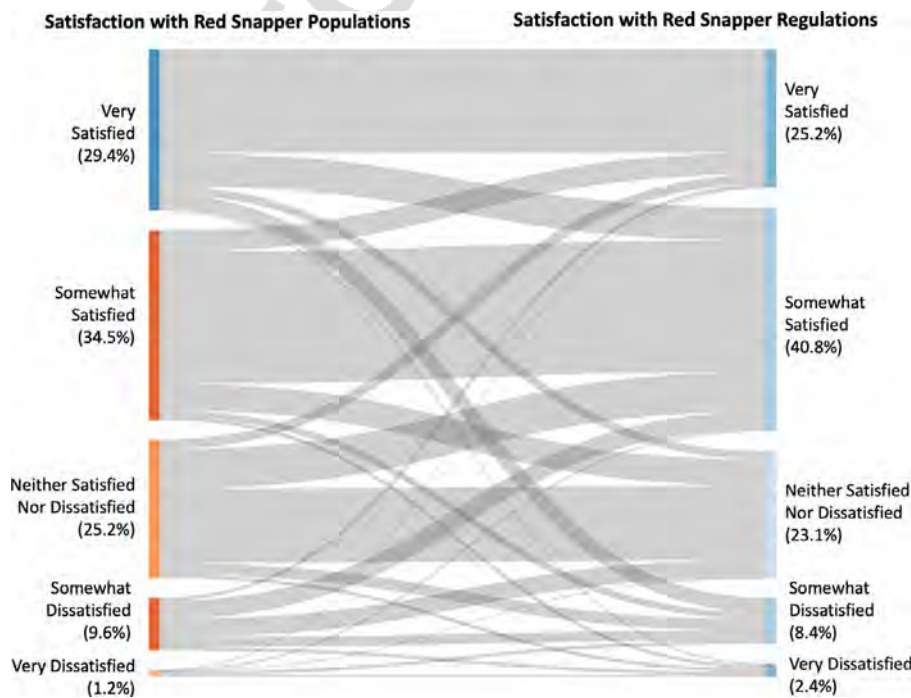 Satisfaction with Red Snapper Populations
Satisfaction with Red Snapper Regulations
Very
Satisfied
(29.4%)
Somewhat
Satisfied
(34.5%)
Neither Satisfied
Nor Dissatisfied
(25.2%)
Somewhat
Dissatisfied
(9.6%)
Very Dissatisfied
(1.2%)
Very
Satisfied
(25.2%)
Somewhat
Satisfied
(40.8%)
Neither Satisfied
Nor Dissatisfied
(23.1%)
Somewhat
Dissatisfied
(8.4%)
Very Dissatisfied
(2.4%)